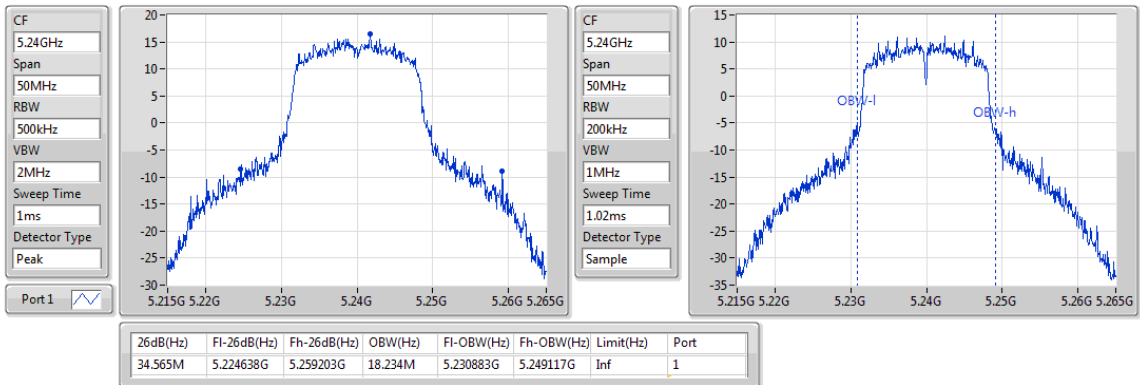 CF
5.24GHz
Span
50MHz
RBW
500kHz
VBW
2MHz
Sweep Time
1ms
Detector Type
Peak
Port 1
20
15
10
5
0
-5
-10
-15
-20
-25
-30
5.215G 5.22G 5.23G 5.24G 5.25G 5.26G 5.265G
CF
5.24GHz
Span
50MHz
RBW
200kHz
VBW
1MHz
Sweep Time
1.02ms
Detector Type
Sample
15
10
5
0
-5
-10
-15
-20
-25
-30
-35
OBW-l
OBW-h
5.215G 5.22G 5.23G 5.24G 5.25G 5.26G 5.265G
26dB(Hz) Fl-26dB(Hz) Fh-26dB(Hz) OBW(Hz) Fl-OBW(Hz) Fh-OBW(Hz) Limit(Hz) Port
34.565M 5.224638G 5.259203G 18.234M 5.230883G 5.249117G Inf 1